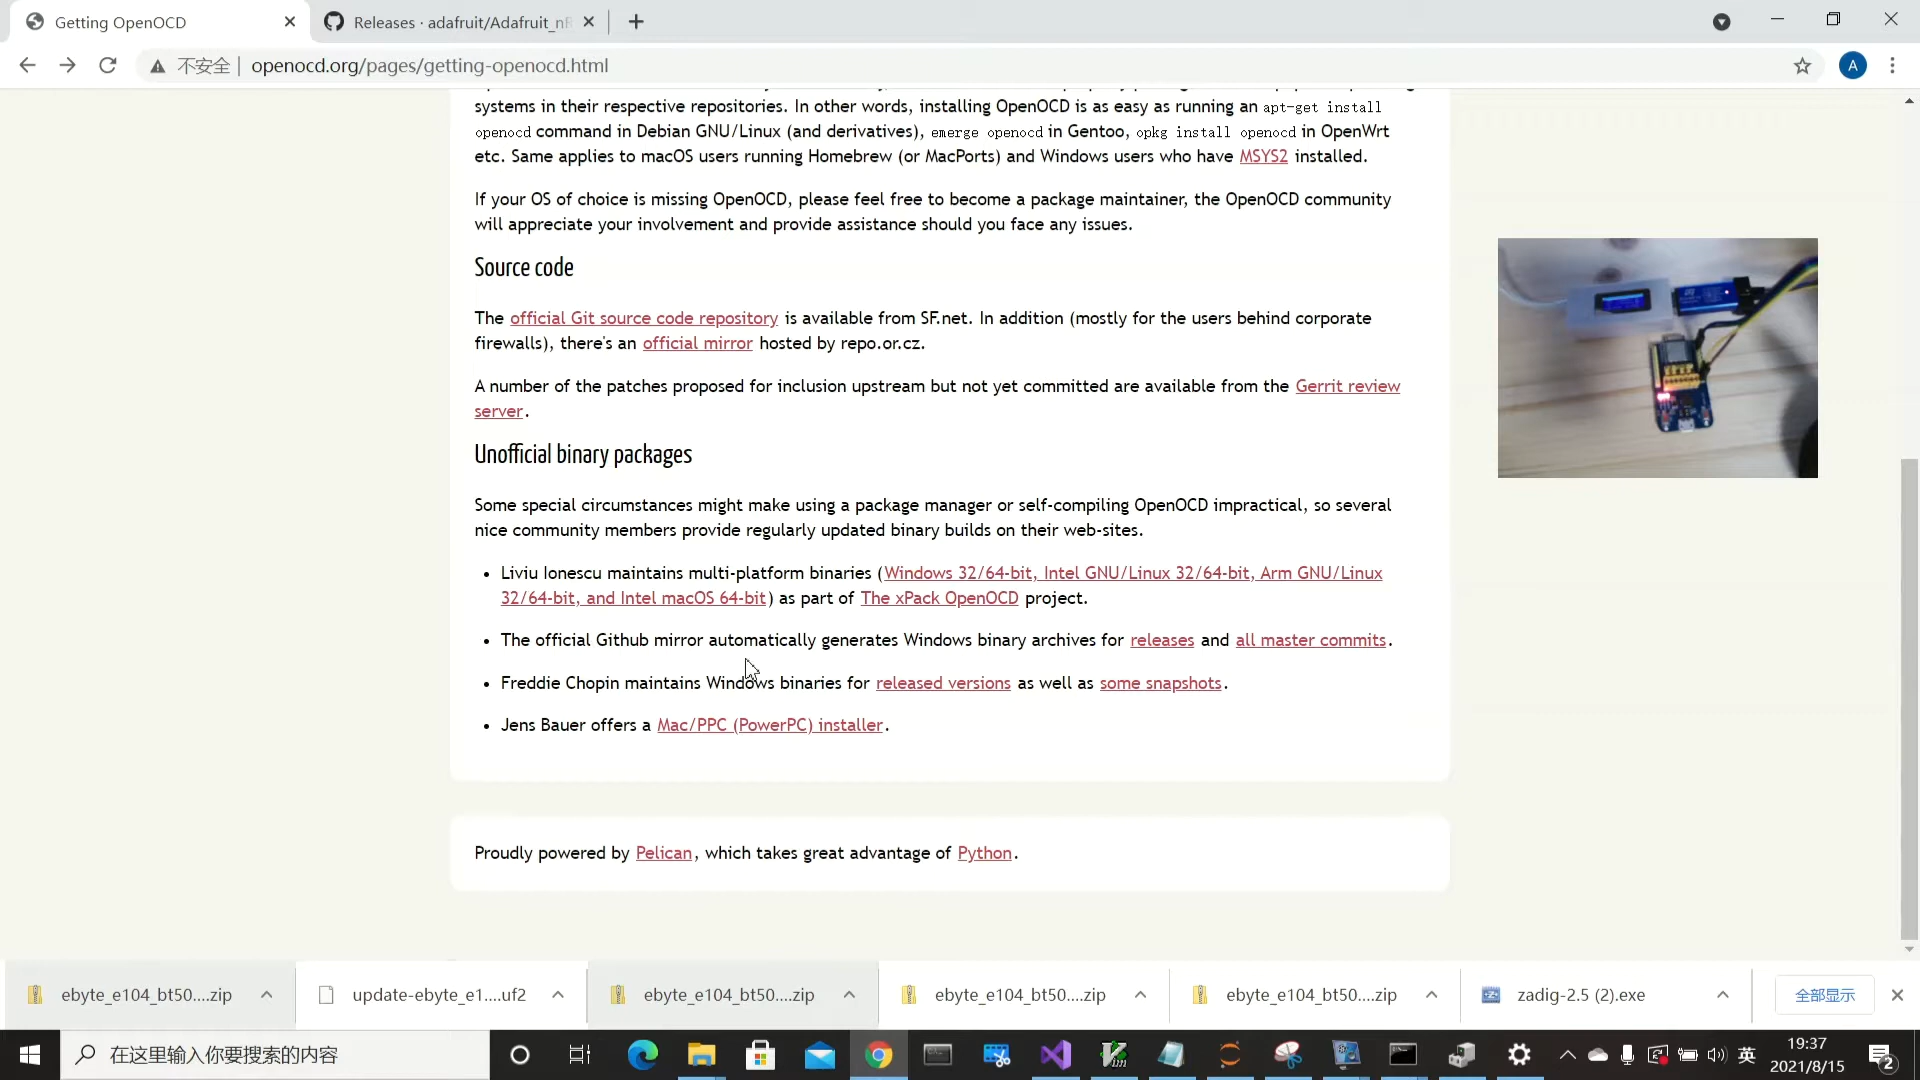 Getting OpenOCD
Releases · adafruit/Adafruit_nF
不安全 | openocd.org/pages/getting-openocd.html
A
systems in their respective repositories. In other words, installing OpenOCD is as easy as running an apt-get install
openocd command in Debian GNU/Linux (and derivatives), emerge openocd in Gentoo, opkg install openocd in OpenWrt
etc. Same applies to macOS users running Homebrew (or MacPorts) and Windows users who have MSYS2 installed.
If your OS of choice is missing OpenOCD, please feel free to become a package maintainer, the OpenOCD community
will appreciate your involvement and provide assistance should you face any issues.
Source code
The official Git source code repository is available from SF.net. In addition (mostly for the users behind corporate
firewalls), there's an official mirror hosted by repo.or.cz.
A number of the patches proposed for inclusion upstream but not yet committed are available from the Gerrit review
server.
Unofficial binary packages
Some special circumstances might make using a package manager or self-compiling OpenOCD impractical, so several
nice community members provide regularly updated binary builds on their web-sites.
• Liviu Ionescu maintains multi-platform binaries (Windows 32/64-bit, Intel GNU/Linux 32/64-bit, Arm GNU/Linux
32/64-bit, and Intel macOS 64-bit) as part of The xPack OpenOCD project.
• The official Github mirror automatically generates Windows binary archives for releases and all master commits.
• Freddie Chopin maintains Windows binaries for released versions as well as some snapshots.
• Jens Bauer offers a Mac/PPC (PowerPC) installer.
Proudly powered by Pelican, which takes great advantage of Python.
ebyte_e104_bt50....zip
update-ebyte_e1....uf2
ebyte_e104_bt50....zip
ebyte_e104_bt50....zip
ebyte_e104_bt50....zip
zadig-2.5 (2).exe
全部显示
在这里输入你要搜索的内容
英
19:37
2021/8/15
2